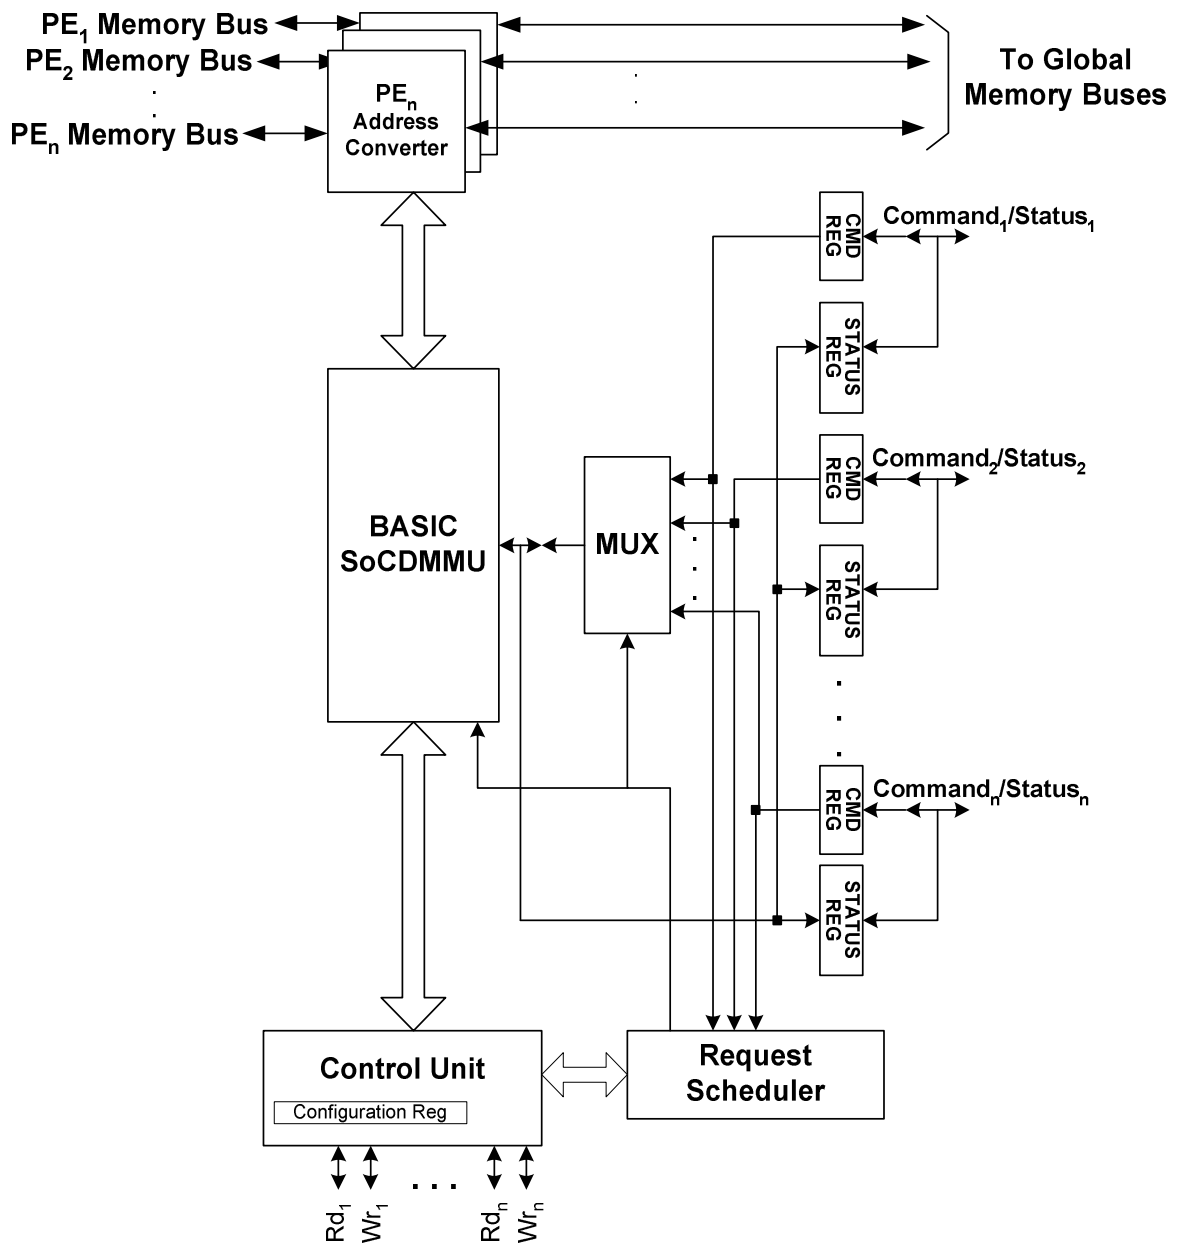 PE1 Memory Bus
PE2 Memory Bus
PEn Memory Bus
PEn
Address
Converter
To Global
Memory Buses
CMD
REG
Command1/Status1
STATUS
REG
CMD
REG
Command2/Status2
STATUS
REG
BASIC
SoCDMMU
MUX
CMD
REG
Commandn/Statusn
STATUS
REG
Control Unit
Configuration Reg
Request
Scheduler
Rd1
Wr1
Rdn
Wrn